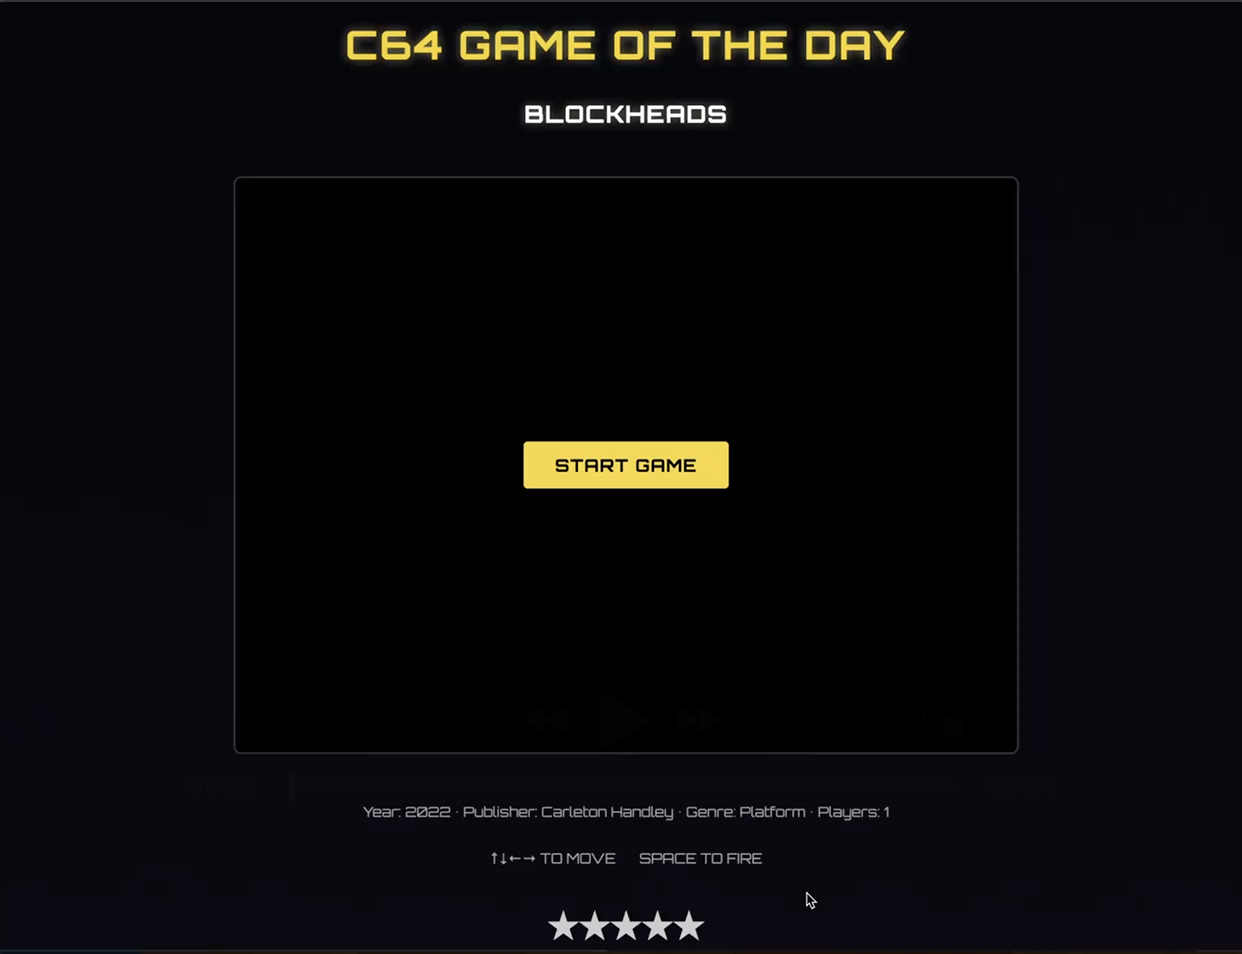 C64 GAME OF THE DAY
BLOCKHEADS
START GAME
Year: 2022 · Publisher: Carleton Handley · Genre: Platform · Players: 1
↑↓←→ TO MOVE SPACE TO FIRE